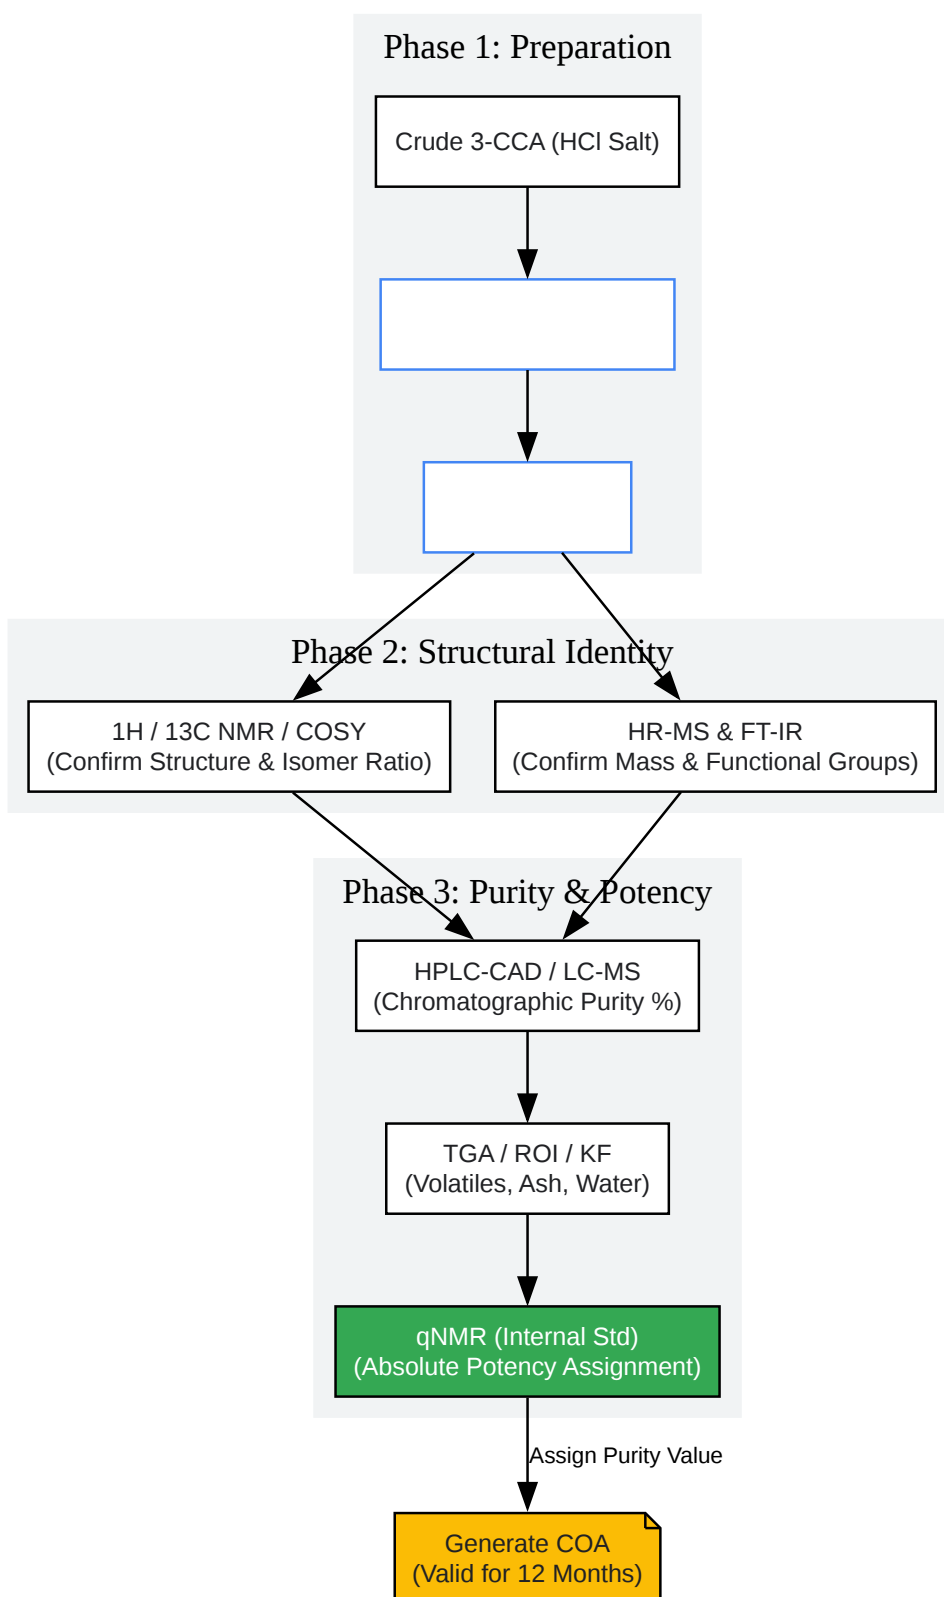 Phase 1: Preparation
Crude 3-CCA (HCl Salt)
Phase 2: Structural Identity
1H / 13C NMR / COSY
(Confirm Structure & Isomer Ratio)
HR-MS & FT-IR
(Confirm Mass & Functional Groups)
Phase 3: Purity & Potency
HPLC-CAD / LC-MS
(Chromatographic Purity %)
TGA / ROI / KF
(Volatiles, Ash, Water)
qNMR (Internal Std)
(Absolute Potency Assignment)
Assign Purity Value
Generate COA
(Valid for 12 Months)